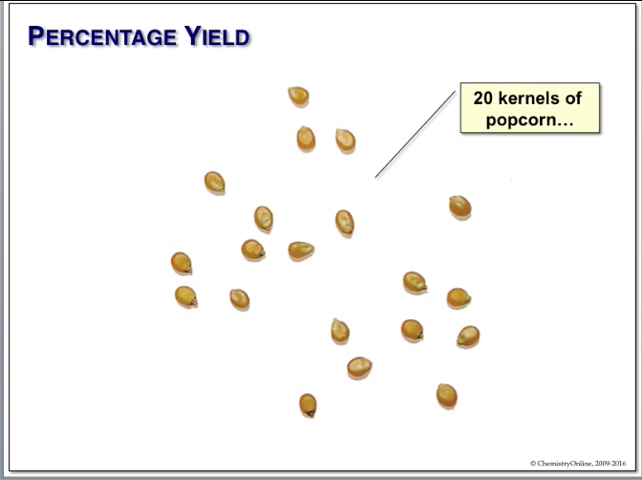 PERCENTAGE YIELD
20 kernels of
popcorn…
© ChemistryOnline, 2009-2016